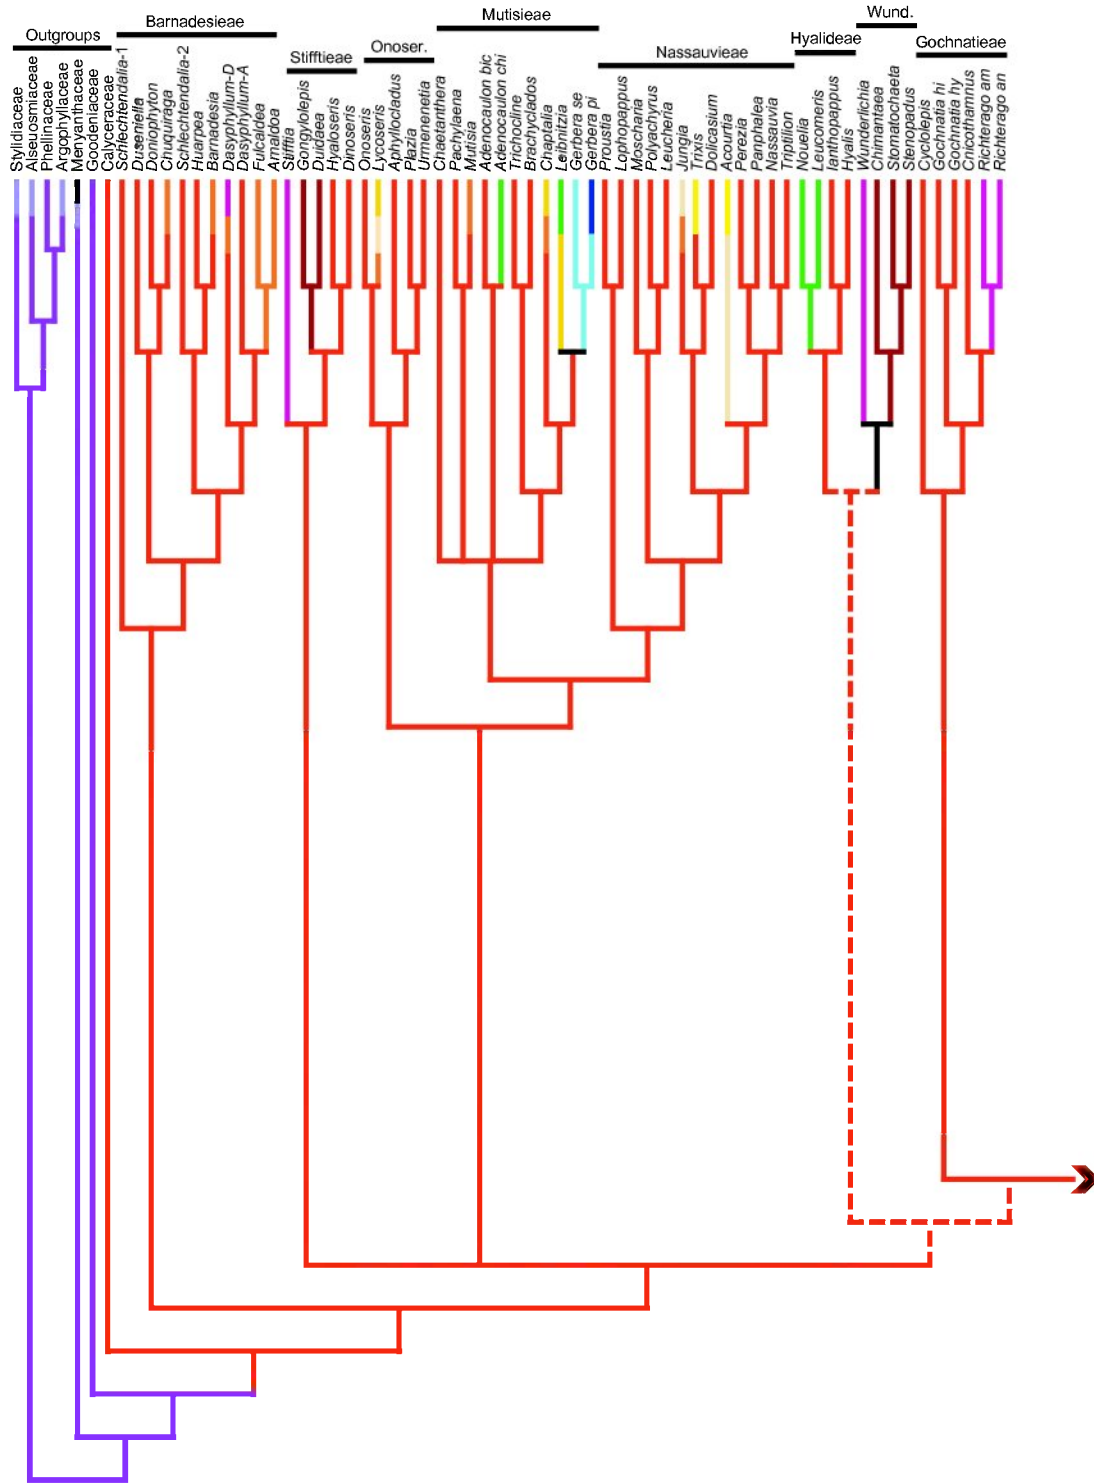 Wund.
Mutisieae
Barnadesieae
Outgroups
Onoser.
Hyalideae
Gochnatieae
Stifftieae
Nassauvieae
Stylidiaceae
Alseuosmiaceae
Phellinaceae
Argophyllaceae
Menyanthaceae
Goodeniaceae
Calyceraceae
Schlechtendalia-1
Duseniella
Doniophyton
Chuquiraga
Schlechtendalia-2
Huarpea
Barnadesia
Dasyphyllum-D
Dasyphyllum-A
Fulcaldea
Arnaldoa
Stifftia
Gongylolepis
Duidaea
Hyaloseris
Dinoseris
Onoseris
Lycoseris
Aphyllocladus
Plazia
Urmenenetia
Chaetanthera
Pachylaena
Mutisia
Adenocaulon bic
Adenocaulon chi
Trichocline
Brachyclados
Chaptalia
Leibnitzia
Gerbera se
Gerbera pi
Proustia
Lophopappus
Moscharia
Polyachyrus
Leucheria
Jungia
Trixis
Dolicasium
Acourtia
Perezia
Panphalea
Nassauvia
Triptilion
Nouelia
Leucomeris
Ianthopappus
Hyalis
Wunderlichia
Chimantaea
Stomatochaeta
Stenopadus
Cyclolepis
Gochnatia hi
Gochnatia hy
Cnicothamnus
Richterago am
Richterago an